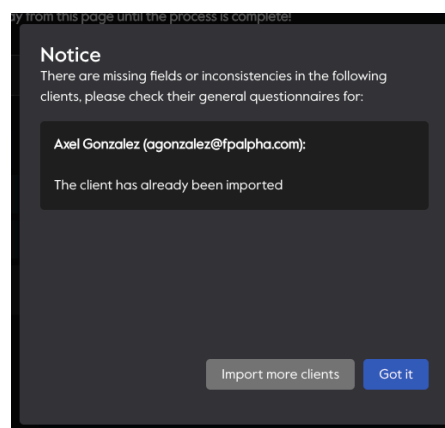 from this page until the process is complete!
Notice
There are missing fields or inconsistencies in the following
clients, please check their general questionnaires for:
Axel Gonzalez (agonzalez@fpalpha.com):
The client has already been imported
Import more clients
Got it